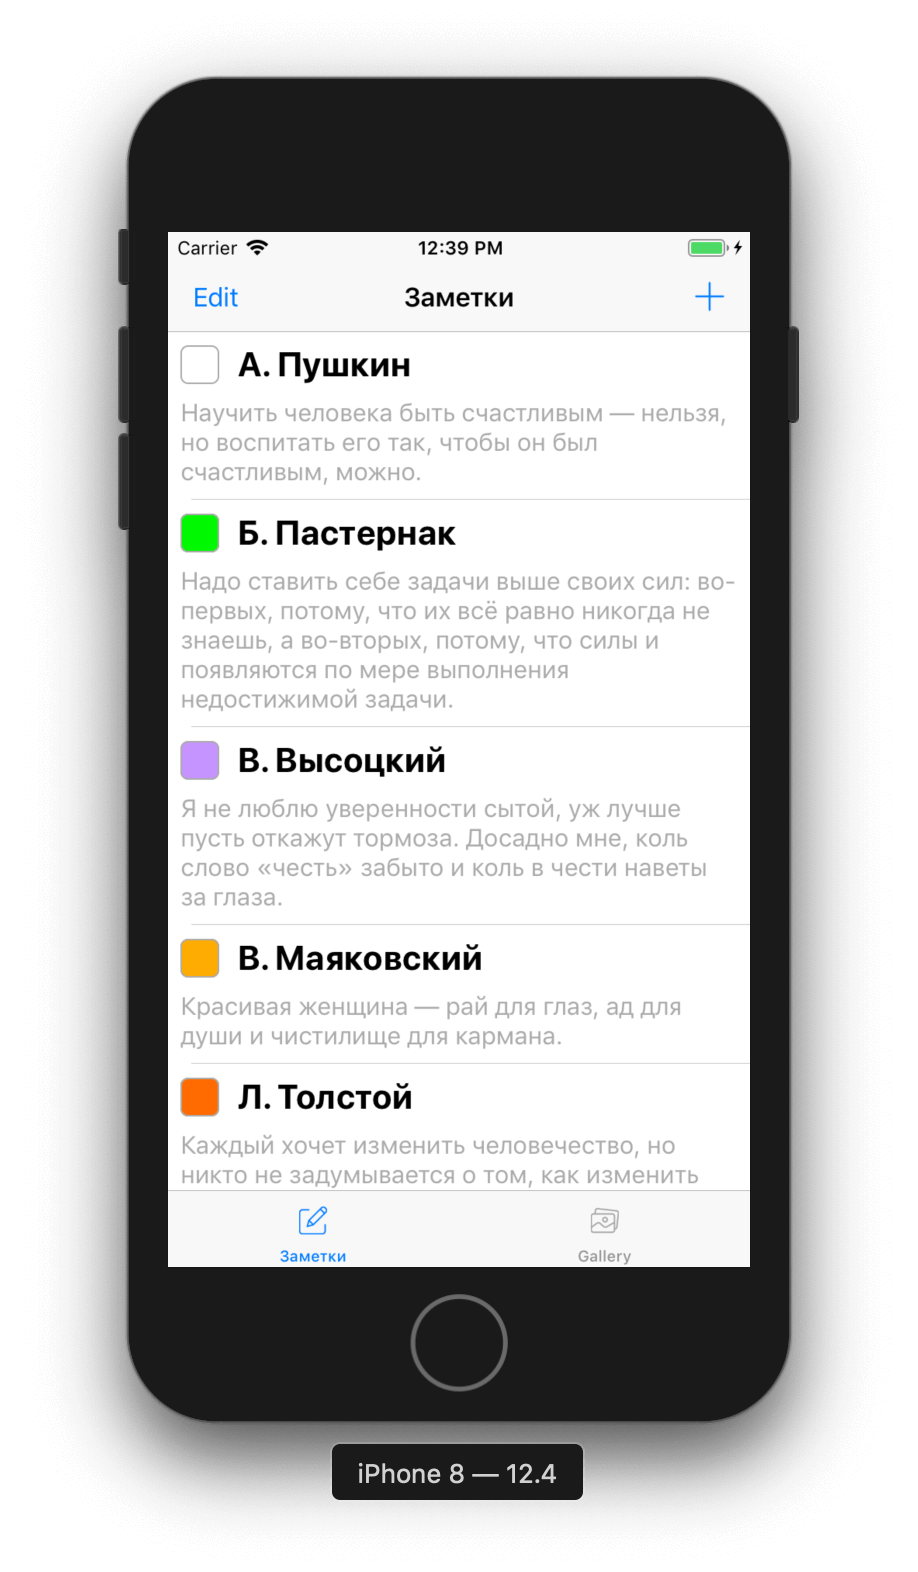 Carrier 12:39 PM
Edit Заметки
А. Пушкин
Научить человека быть счастливым — нельзя,
но воспитать его так, чтобы он был
счастливым, можно.
Б. Пастернак
Надо ставить себе задачи выше своих сил: во-
первых, потому, что их всё равно никогда не
знаешь, а во-вторых, потому, что силы и
появляются по мере выполнения
недостижимой задачи.
В. Высоцкий
Я не люблю уверенности сытой, уж лучше
пусть откажут тормоза. Досадно мне, коль
слово «честь» забыто и коль в чести наветы
за глаза.
В. Маяковский
Красивая женщина — рай для глаз, ад для
души и чистилище для кармана.
Л. Толстой
Каждый хочет изменить человечество, но
никто не задумывается о том, как изменить
Заметки Gallery
iPhone 8 — 12.4